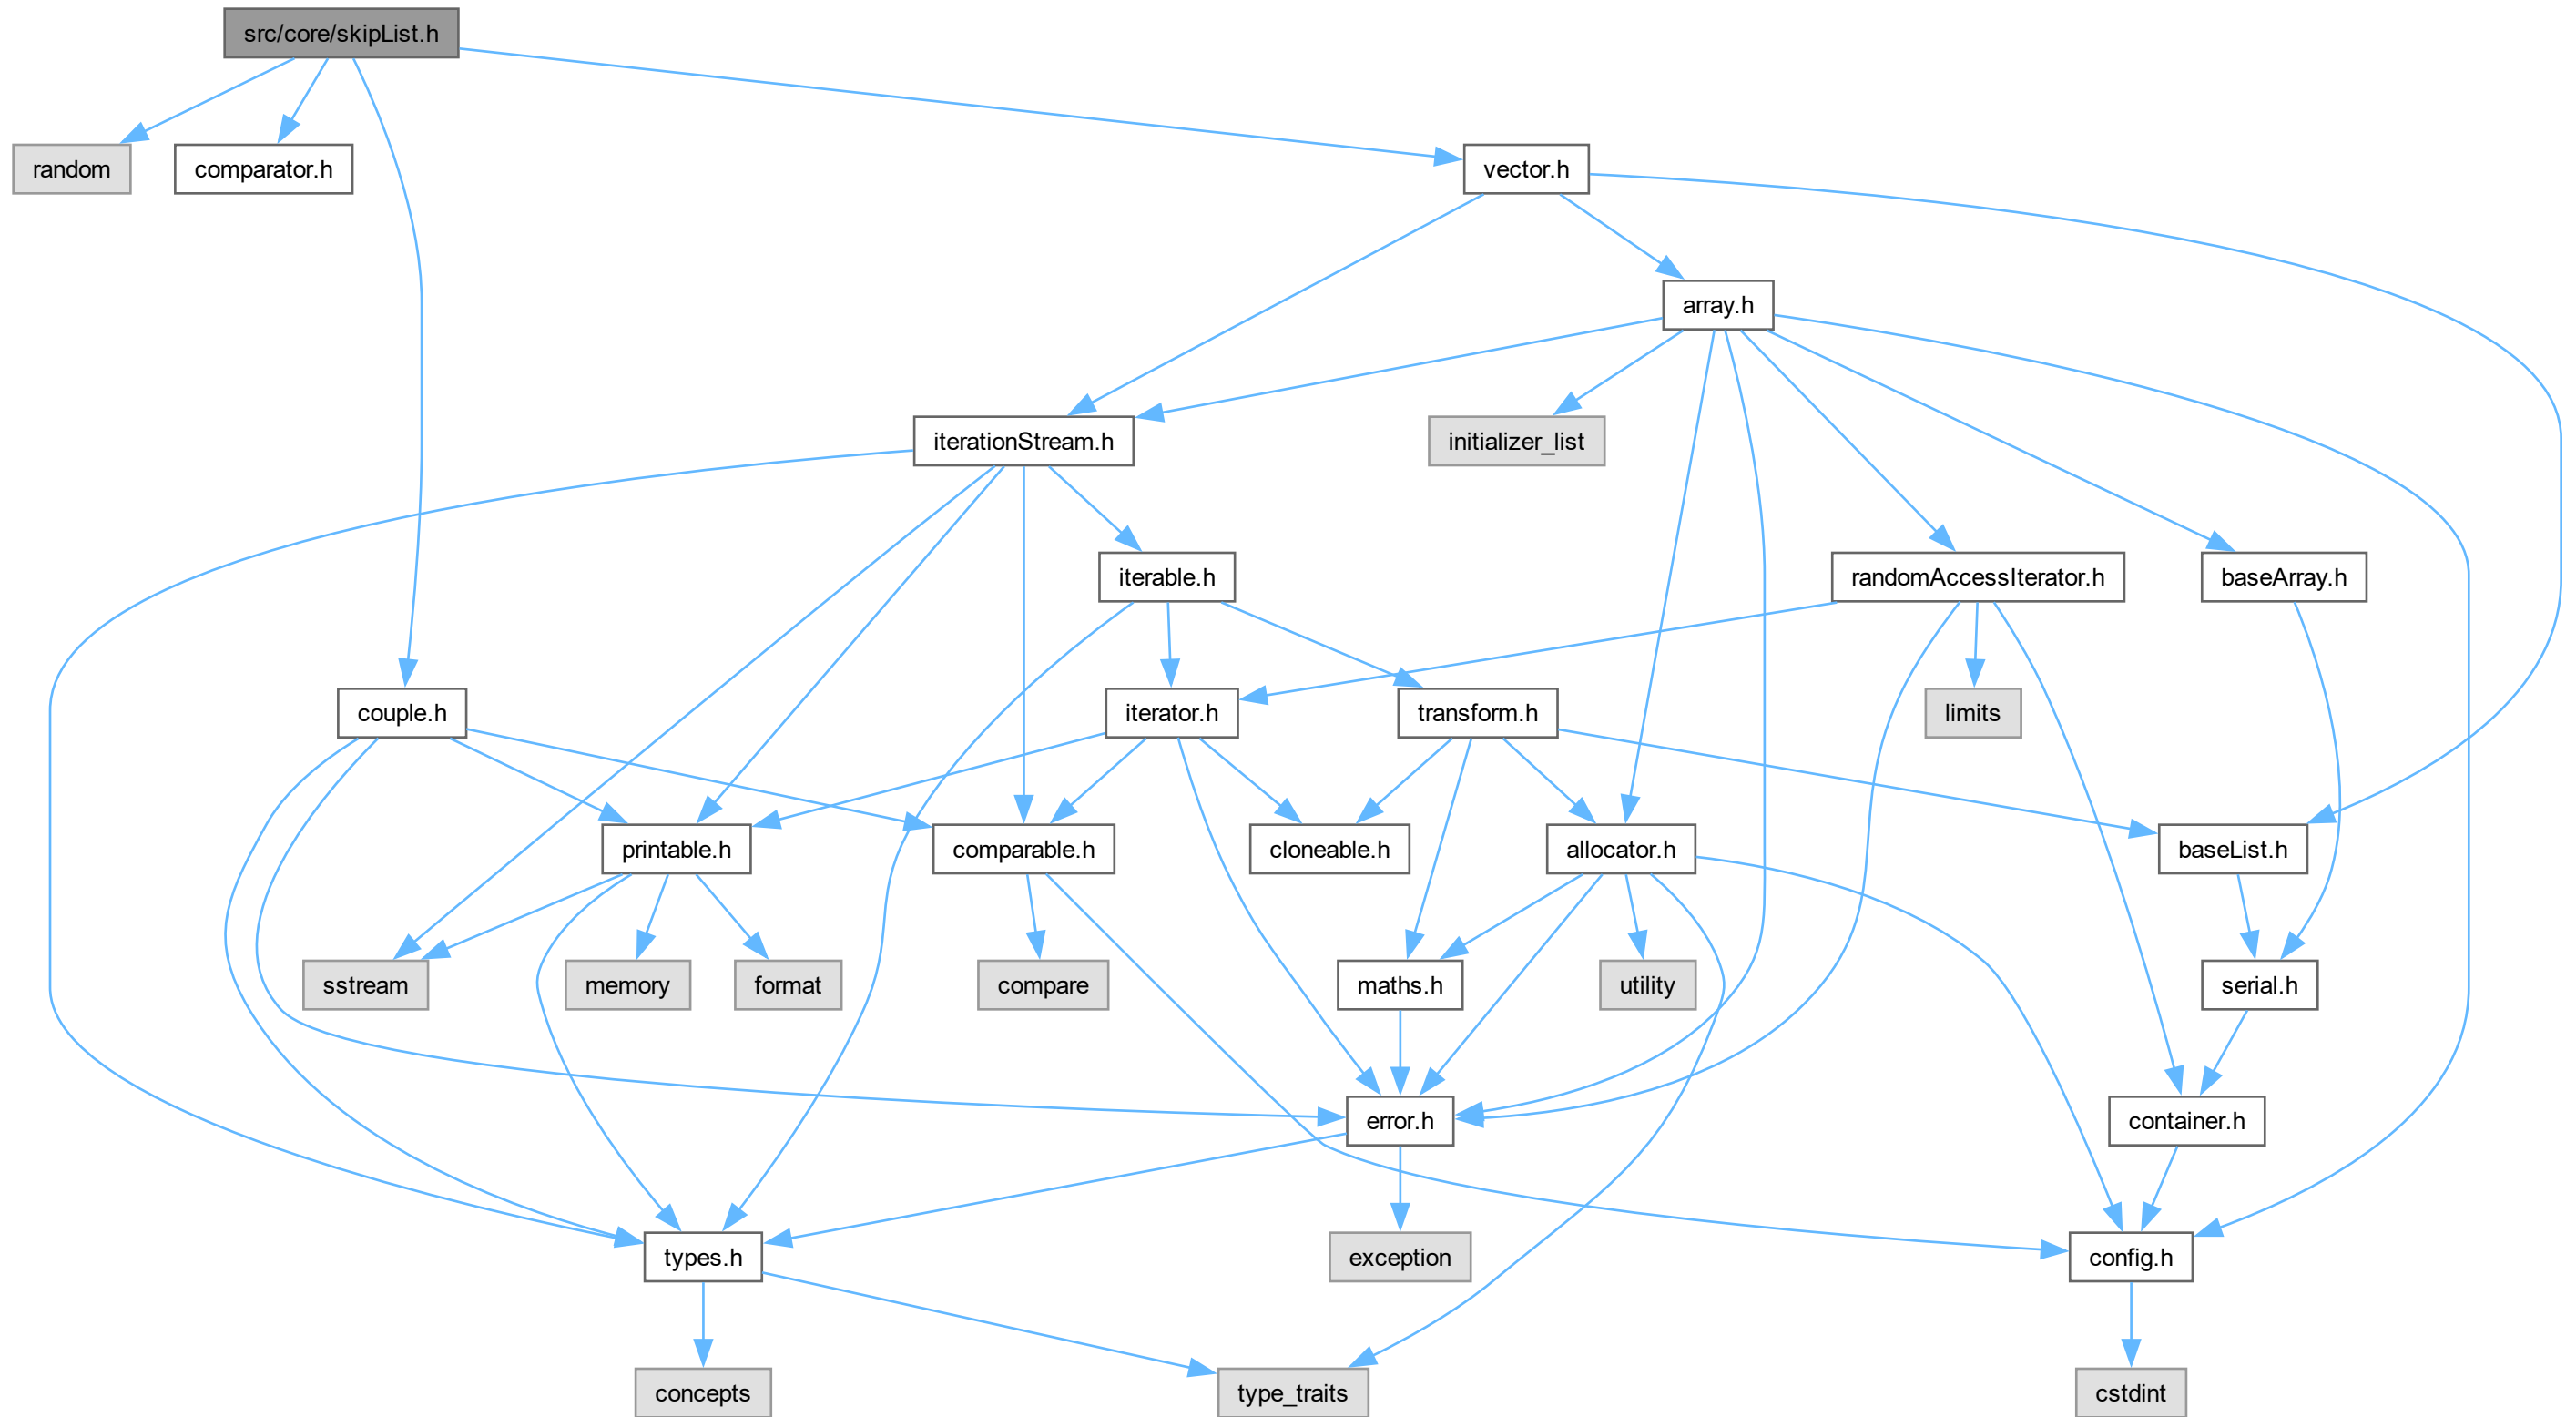 src/core/skipList.h
random
comparator.h
vector.h
array.h
iterationStream.h
initializer_list
iterable.h
randomAccessIterator.h
baseArray.h
couple.h
iterator.h
transform.h
limits
printable.h
comparable.h
cloneable.h
allocator.h
baseList.h
sstream
memory
format
compare
maths.h
utility
serial.h
error.h
container.h
types.h
exception
config.h
concepts
type_traits
cstdint